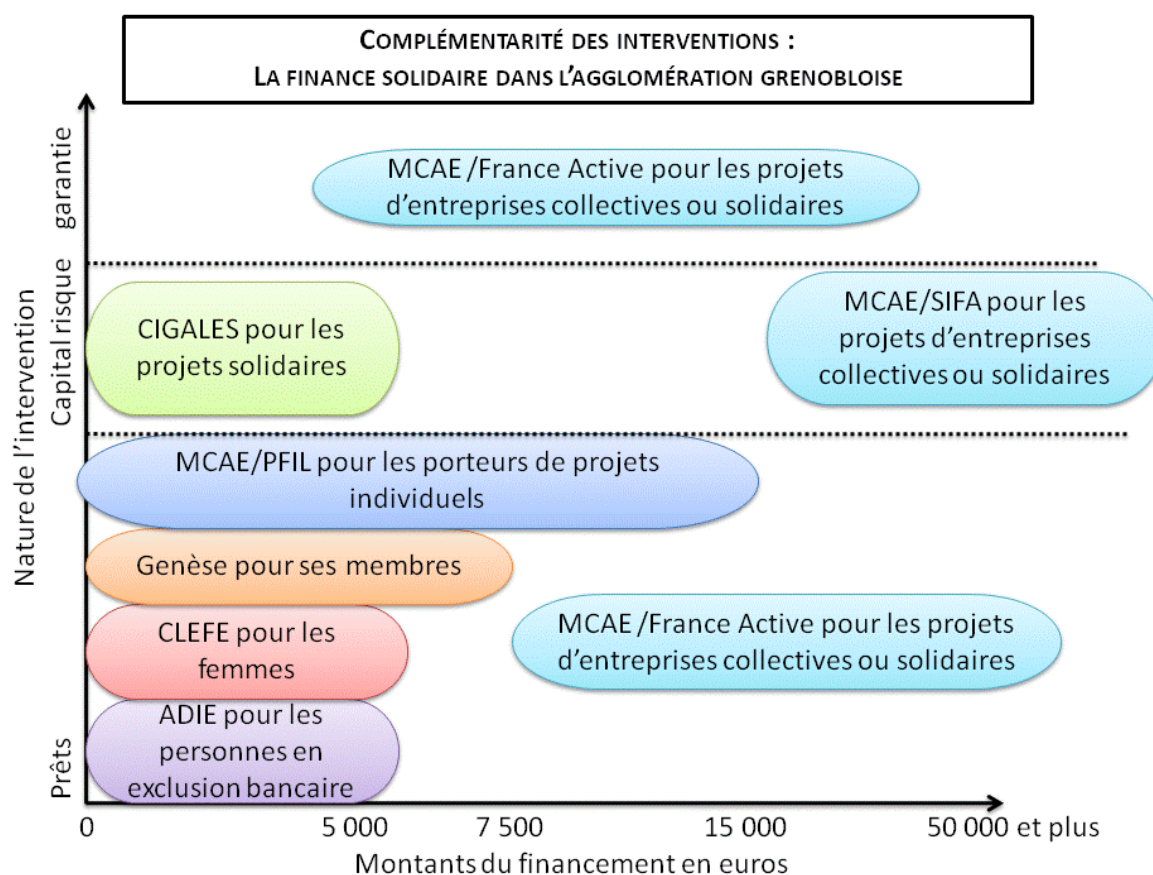 COMPLÉMENTARITÉ DES INTERVENTIONS :
LA FINANCE SOLIDAIRE DANS L'AGGLOMÉRATION GRENOBLOISE
Nature de l'intervention
garantie
MCAE /France Active pour les projets
d'entreprises collectives ou solidaires
Capital risque
CIGALES pour les
projets solidaires
MCAE/SIFA pour les
projets d'entreprises
collectives ou solidaires
Prêts
MCAE/PFIL pour les porteurs de projets
individuels
Genèse pour ses membres
CLEFE pour les
femmes
MCAE /France Active pour les projets
d'entreprises collectives ou solidaires
ADIE pour les
personnes en
exclusion bancaire
0 5 000 7 500 15 000 50 000 et plus
Montants du financement en euros